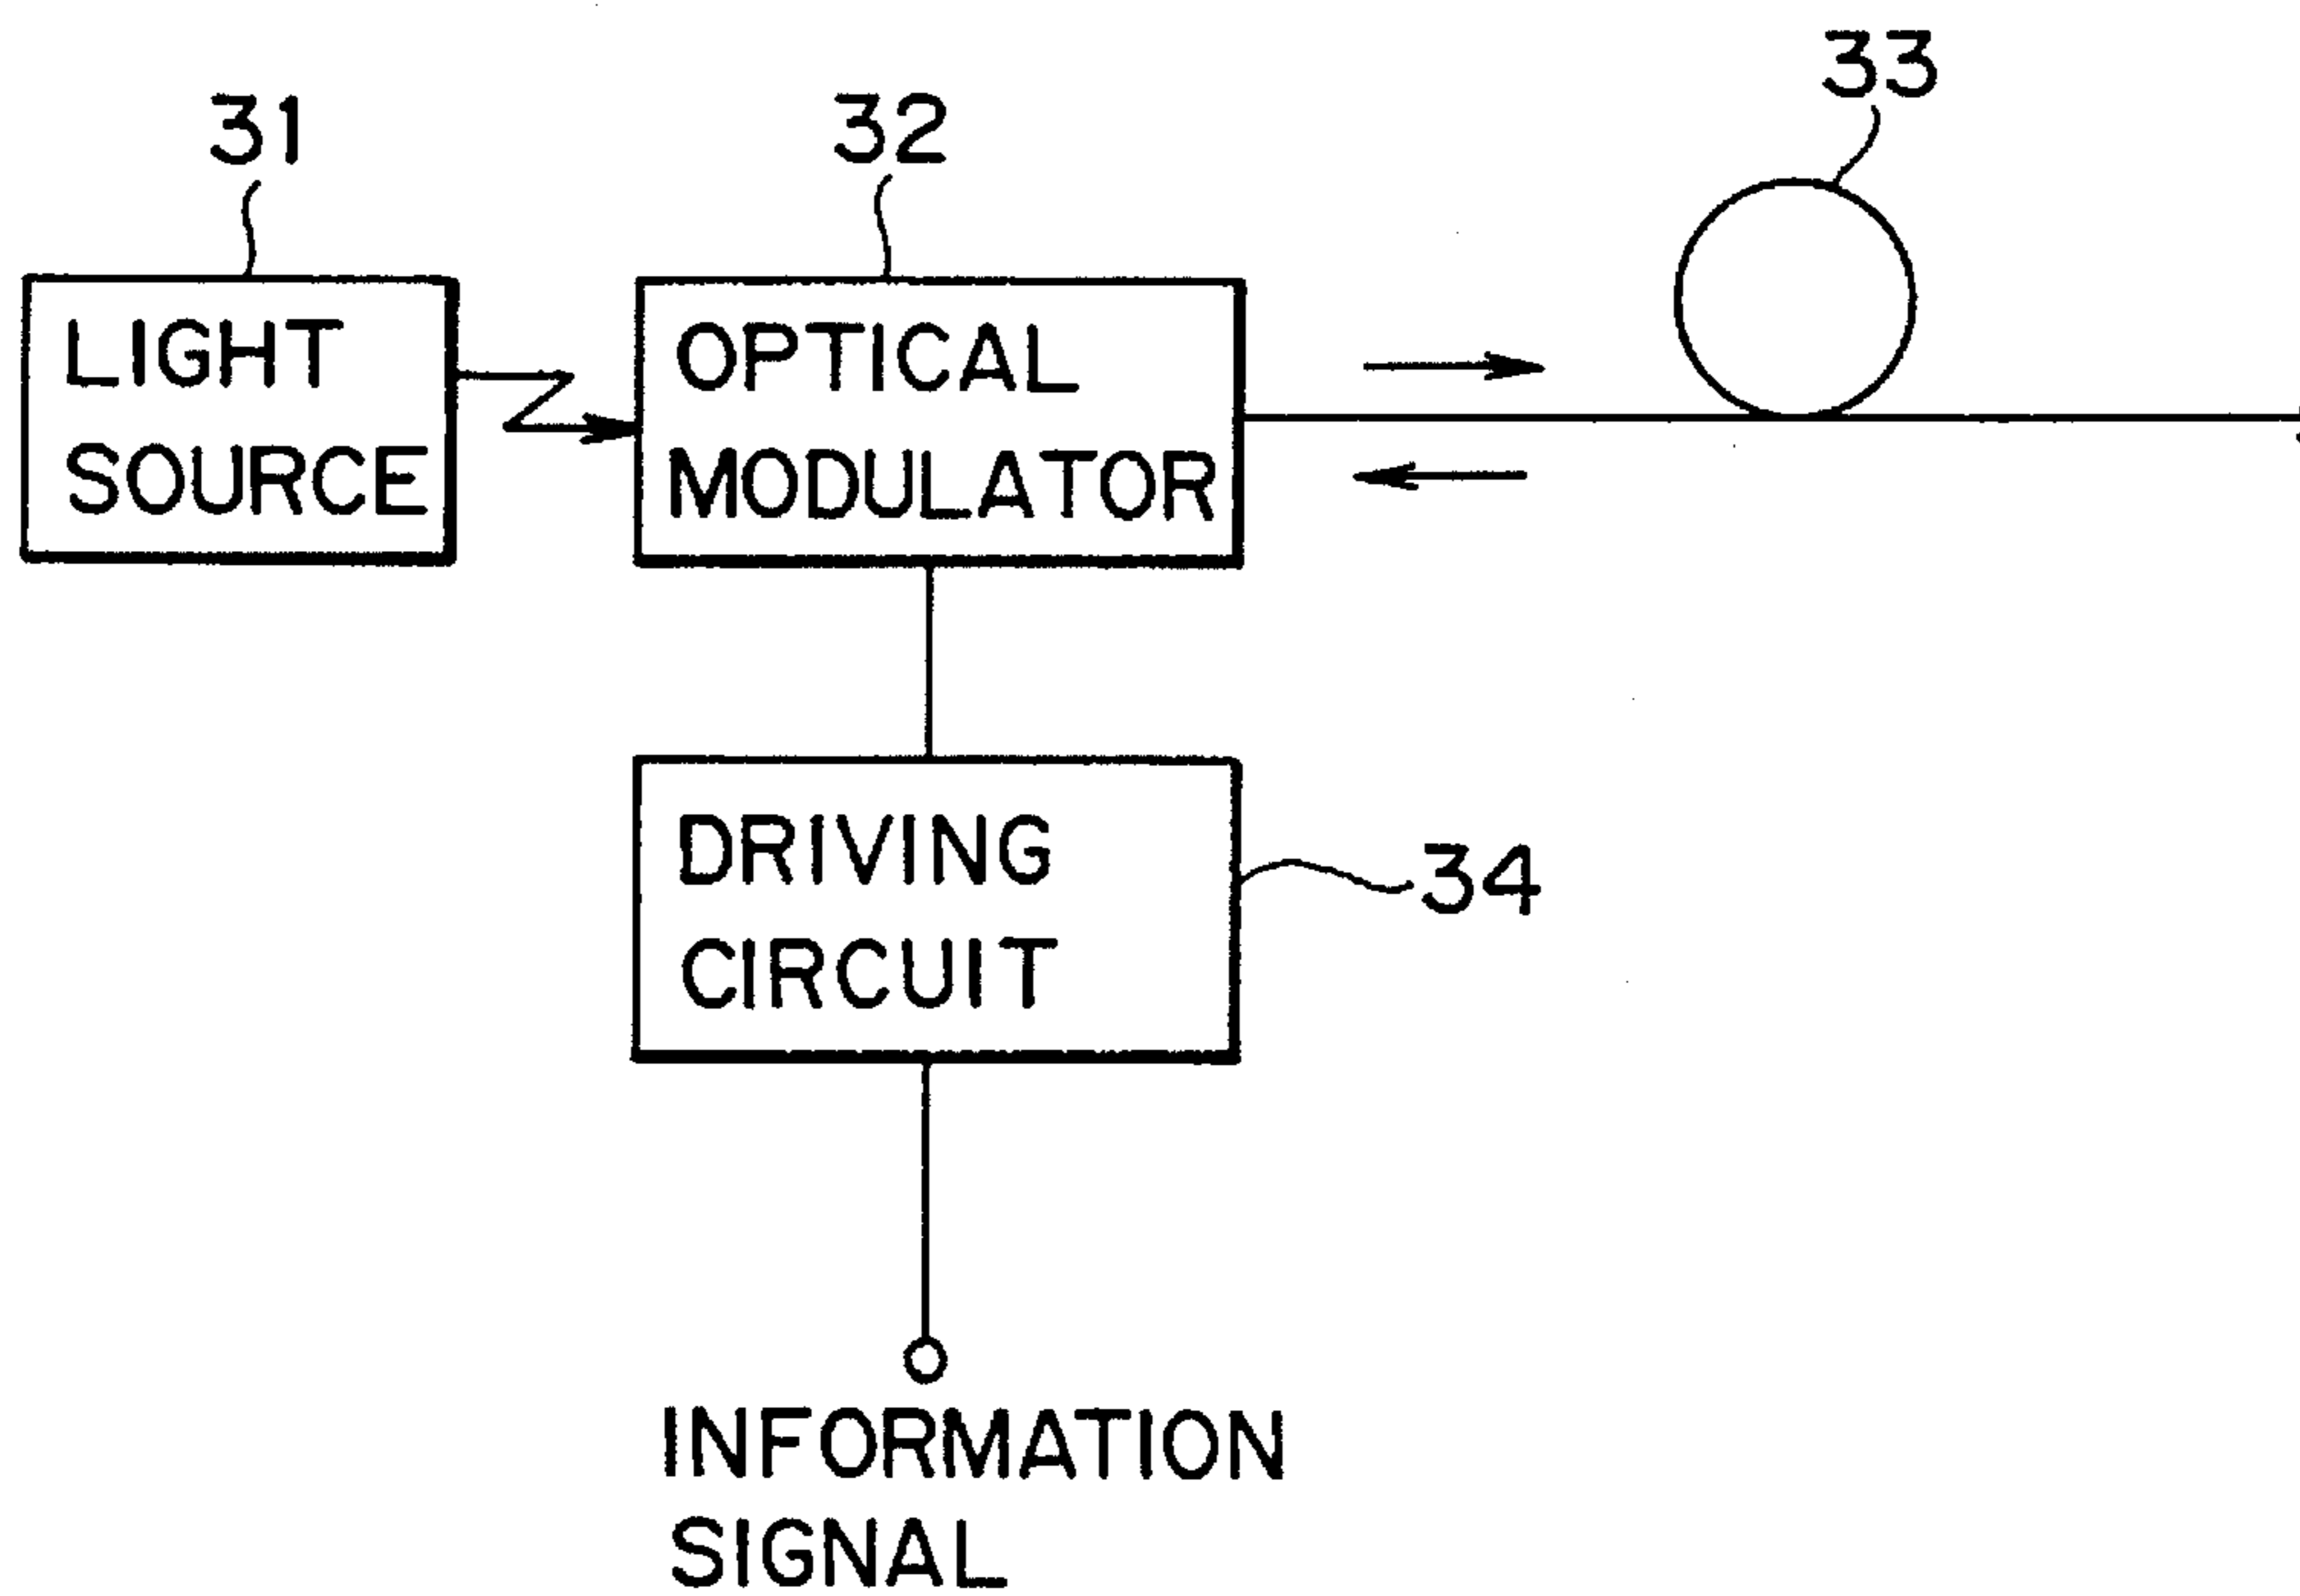 33
31
32
LIGHT
SOURCE
OPTICAL
MODULATOR
DRIVING
CIRCUIT
34
INFORMATION
SIGNAL